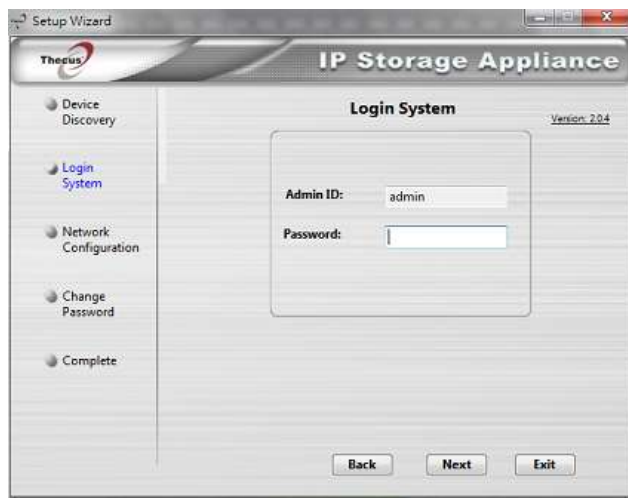 Setup Wizard
Thecus
IP Storage Appliance
Device
Discovery
Login
System
Network
Configuration
Change
Password
Complete
Login System
Version: 2.0.4
Admin ID:
admin
Password:
Back
Next
Exit